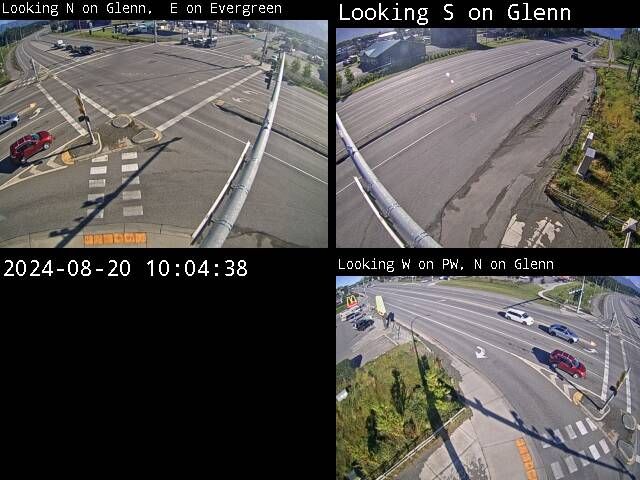 Looking N on Glenn,  E on Evergreen
Looking S on Glenn
2024-08-20 10:04:38
Looking W on PW, N on Glenn